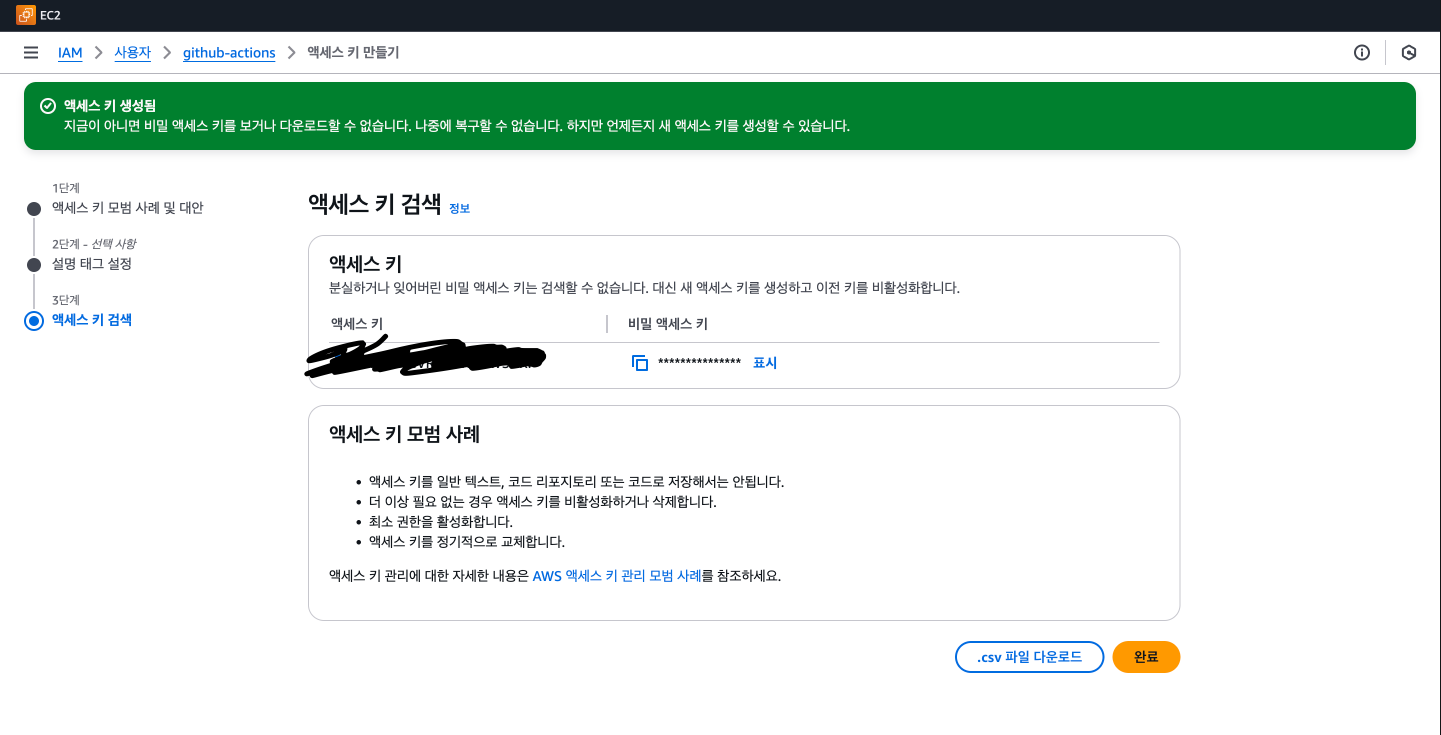 EC2
IAM > 사용자 > github-actions > 액세스 키 만들기
액세스 키 생성됨
지금이 아니면 비밀 액세스 키를 보거나 다운로드할 수 없습니다. 나중에 복구할 수 없습니다. 하지만 언제든지 새 액세스 키를 생성할 수 있습니다.
1단계
액세스 키 모범 사례 및 대안
2단계 - 선택 사항
설명 태그 설정
3단계
액세스 키 검색
액세스 키 검색 정보
액세스 키
분실하거나 잊어버린 비밀 액세스 키는 검색할 수 없습니다. 대신 새 액세스 키를 생성하고 이전 키를 비활성화합니다.
액세스 키 비밀 액세스 키
*************** 표시
액세스 키 모범 사례
• 액세스 키를 일반 텍스트, 코드 리포지토리 또는 코드로 저장해서는 안됩니다.
• 더 이상 필요 없는 경우 액세스 키를 비활성화하거나 삭제합니다.
• 최소 권한을 활성화합니다.
• 액세스 키를 정기적으로 교체합니다.
액세스 키 관리에 대한 자세한 내용은 AWS 액세스 키 관리 모범 사례를 참조하세요.
.csv 파일 다운로드 완료